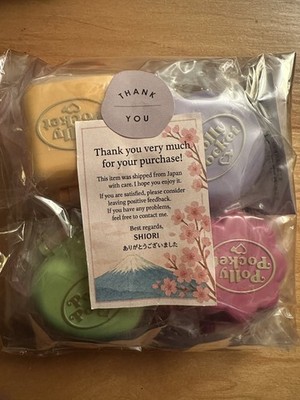 THANK
YOU
Thank you very much
for your purchase!
This item was shipped from Japan
with care. I hope you enjoy it.
If you are satisfied, please consider
leaving positive feedback.
If you have any problems,
feel free to contact me.
Best regards,
SHIORI
ありがとうございました
Polly
Pocket
Polly
Pocket
Polly
Pocket